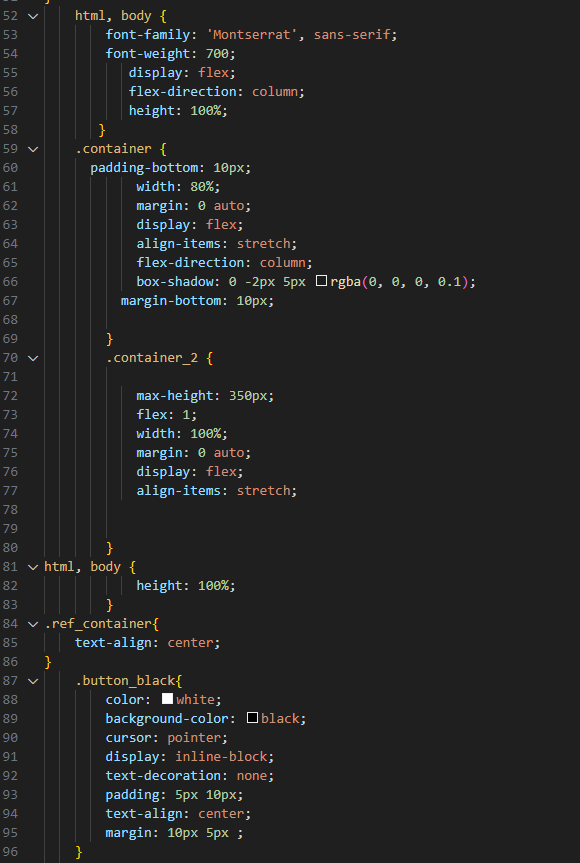 52 html, body {
53 font-family: 'Montserrat', sans-serif;
54 font-weight: 700;
55 display: flex;
56 flex-direction: column;
57 height: 100%;
58 }
59 .container {
60 padding-bottom: 10px;
61 width: 80%;
62 margin: 0 auto;
63 display: flex;
64 align-items: stretch;
65 flex-direction: column;
66 box-shadow: 0 -2px 5px rgba(0, 0, 0, 0.1);
67 margin-bottom: 10px;
68
69 }
70 .container_2 {
71
72 max-height: 350px;
73 flex: 1;
74 width: 100%;
75 margin: 0 auto;
76 display: flex;
77 align-items: stretch;
78
79
80 }
81 html, body {
82 height: 100%;
83 }
84 .ref_container{
85 text-align: center;
86 }
87 .button_black{
88 color: white;
89 background-color: black;
90 cursor: pointer;
91 display: inline-block;
92 text-decoration: none;
93 padding: 5px 10px;
94 text-align: center;
95 margin: 10px 5px ;
96 }